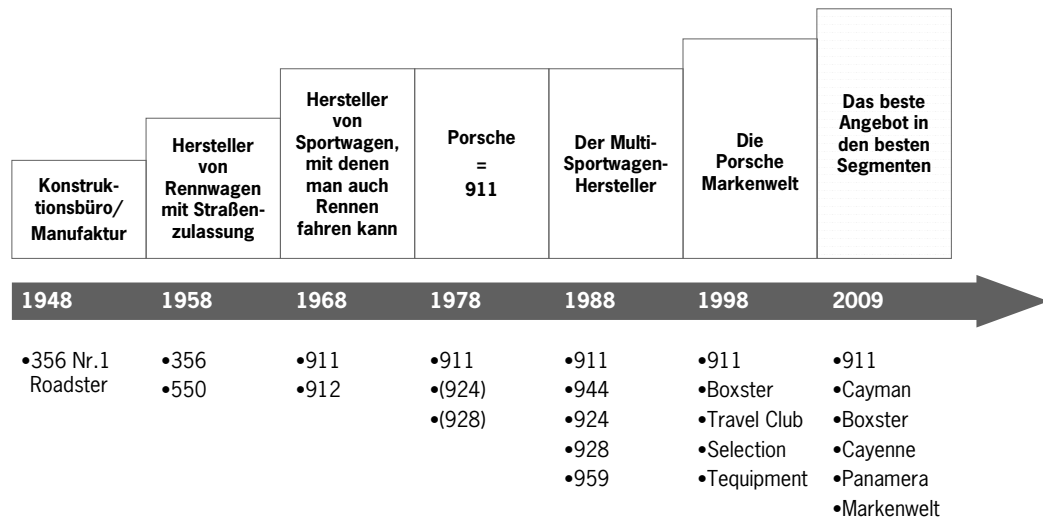 Konstruk-
tionsbüro/
Manufaktur
Hersteller
von
Rennwagen
mit Straßen-
zulassung
Hersteller
von
Sportwagen,
mit denen
man auch
Rennen
fahren kann
Porsche
=
911
Der Multi-
Sportwagen-
Hersteller
Die
Porsche
Markenwelt
Das beste
Angebot in
den besten
Segmenten
1948 1958 1968 1978 1988 1998 2009
•356 Nr.1
Roadster
•356
•550
•911
•912
•911
•(924)
•(928)
•911
•944
•924
•928
•959
•911
•Boxster
•Travel Club
•Selection
•Tequipment
•911
•Cayman
•Boxster
•Cayenne
•Panamera
•Markenwelt